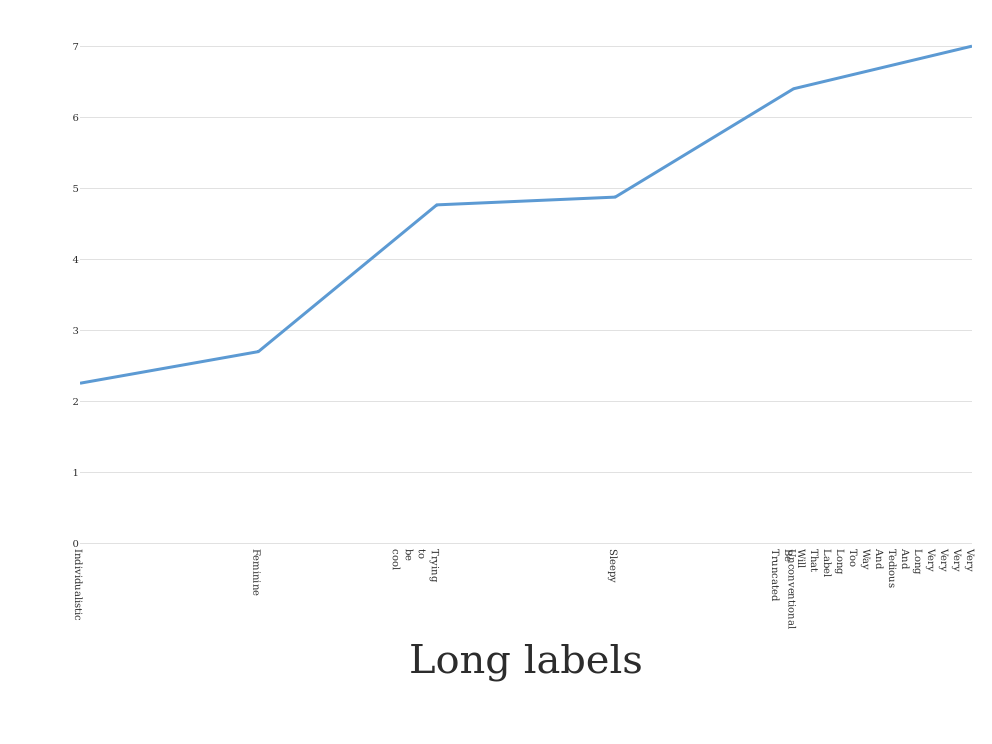 7
6
5
4
3
2
1
0
Individualistic
Feminine
Trying
to
be
cool
Sleepy
Unconventional
Very
Very
Very
Very
Long
And
Tedious
And
Way
Too
Long
Label
That
Will
Be
Truncated
Long labels